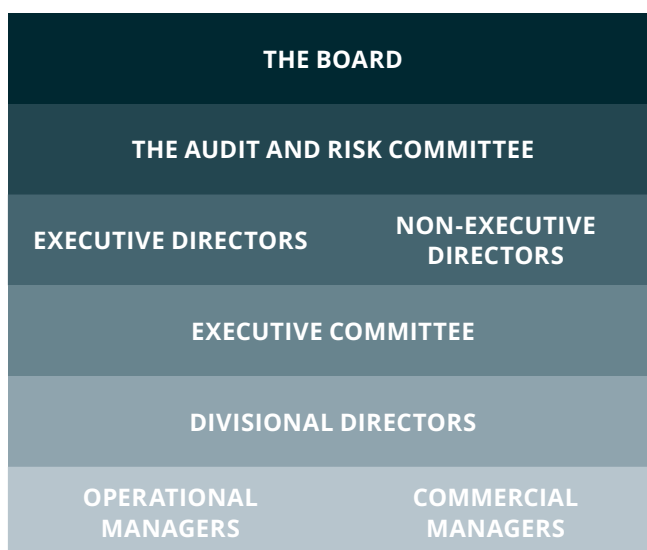 THE BOARD
THE AUDIT AND RISK COMMITTEE
EXECUTIVE DIRECTORS
NON-EXECUTIVE
DIRECTORS
EXECUTIVE COMMITTEE
DIVISIONAL DIRECTORS
OPERATIONAL
MANAGERS
COMMERCIAL
MANAGERS